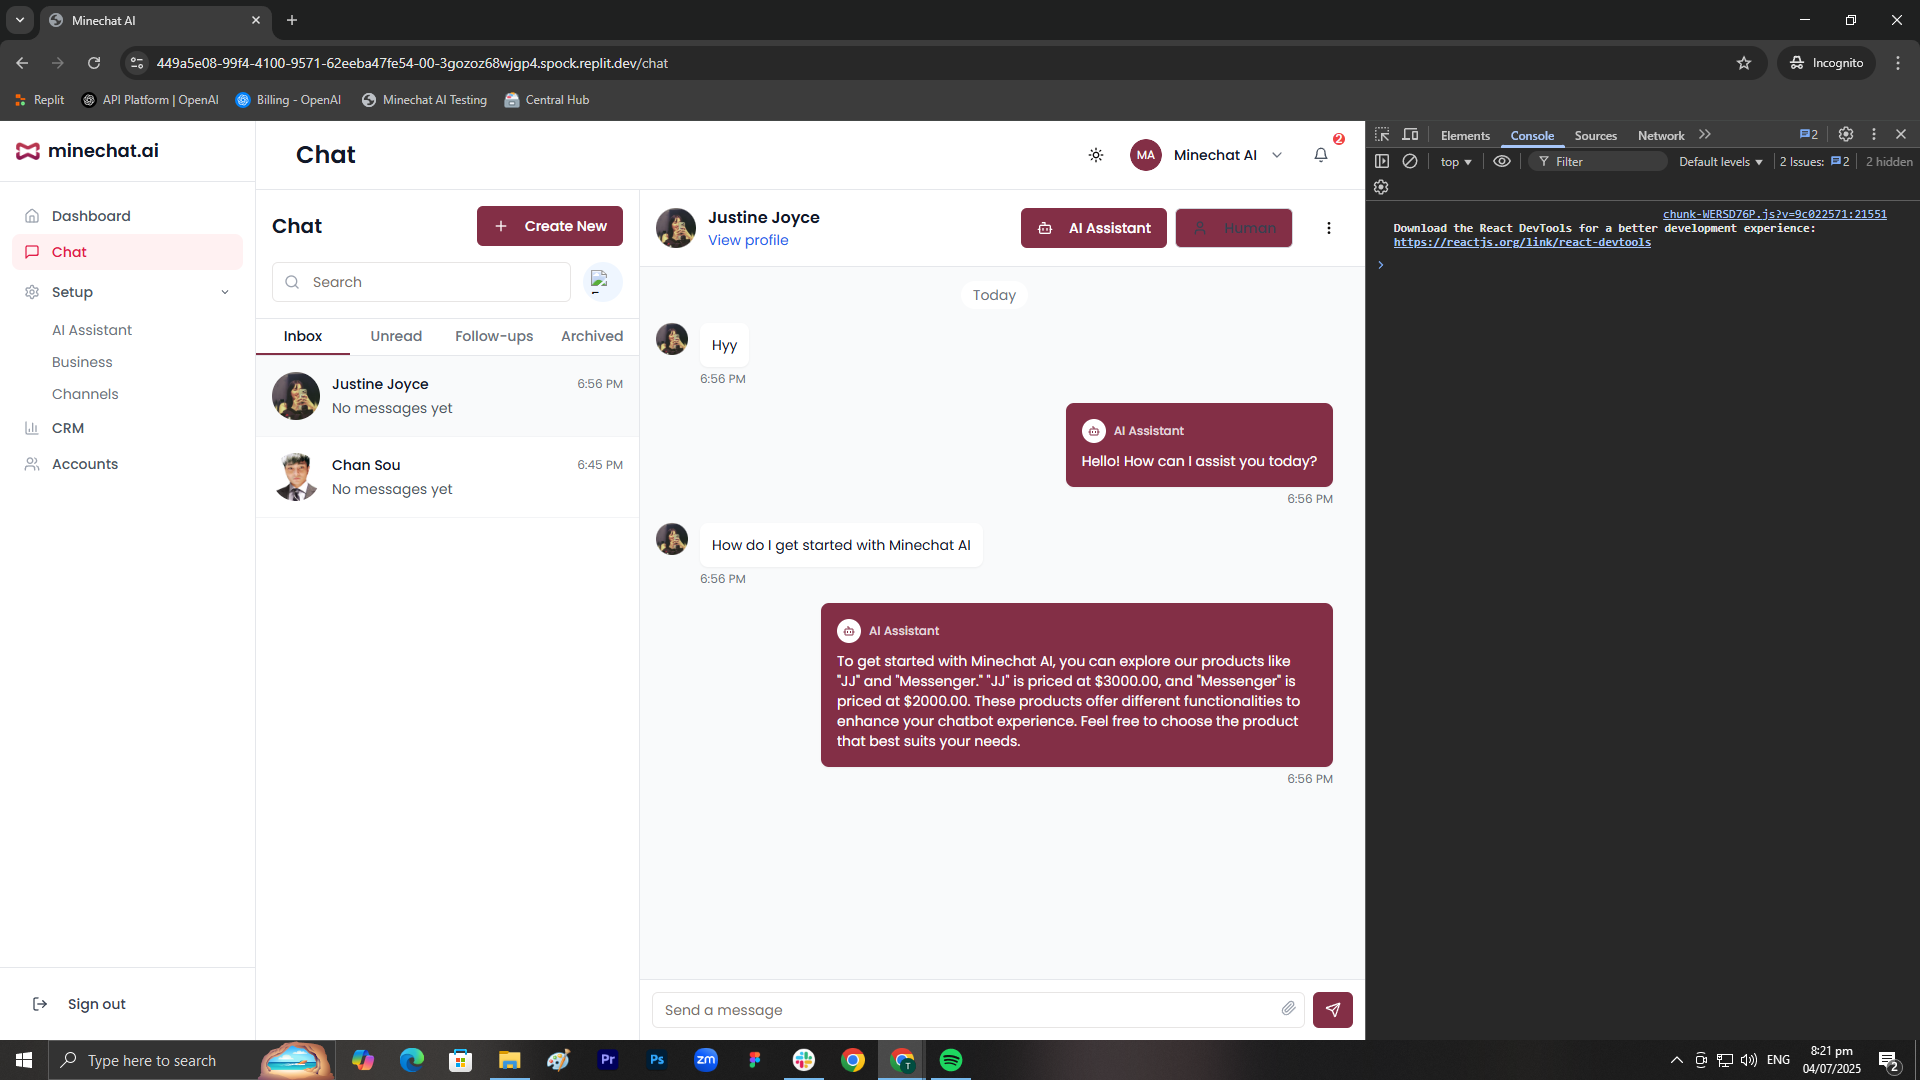 Minechat AI
449a5e08-99f4-4100-9571-62eeba47fe54-00-3gozoz68wjgp4.spock.replit.dev/chat
Incognito
Replit
API Platform | OpenAI
Billing - OpenAI
Minechat AI Testing
Central Hub
minechat.ai
Dashboard
Chat
Setup
AI Assistant
Business
Channels
CRM
Accounts
Sign out
Chat
MA
Minechat AI
2
Chat
Create New
Search
Inbox
Unread
Follow-ups
Archived
Justine Joyce
6:56 PM
No messages yet
Chan Sou
6:45 PM
No messages yet
Justine Joyce
View profile
AI Assistant
Human
Today
Hyy
6:56 PM
AI Assistant
Hello! How can I assist you today?
6:56 PM
How do I get started with Minechat AI
6:56 PM
AI Assistant
To get started with Minechat AI, you can explore our products like
"JJ" and "Messenger." "JJ" is priced at $3000.00, and "Messenger" is
priced at $2000.00. These products offer different functionalities to
enhance your chatbot experience. Feel free to choose the product
that best suits your needs.
6:56 PM
Send a message
Elements
Console
Sources
Network
2
top
Filter
Default levels
2 Issues:
2
2 hidden
chunk-WERSD76P.js?v=9c022571:21551
Download the React DevTools for a better development experience:
https://reactjs.org/link/react-devtools
Type here to search
Pr
Ps
zm
T
ENG
8:21 pm
04/07/2025
2